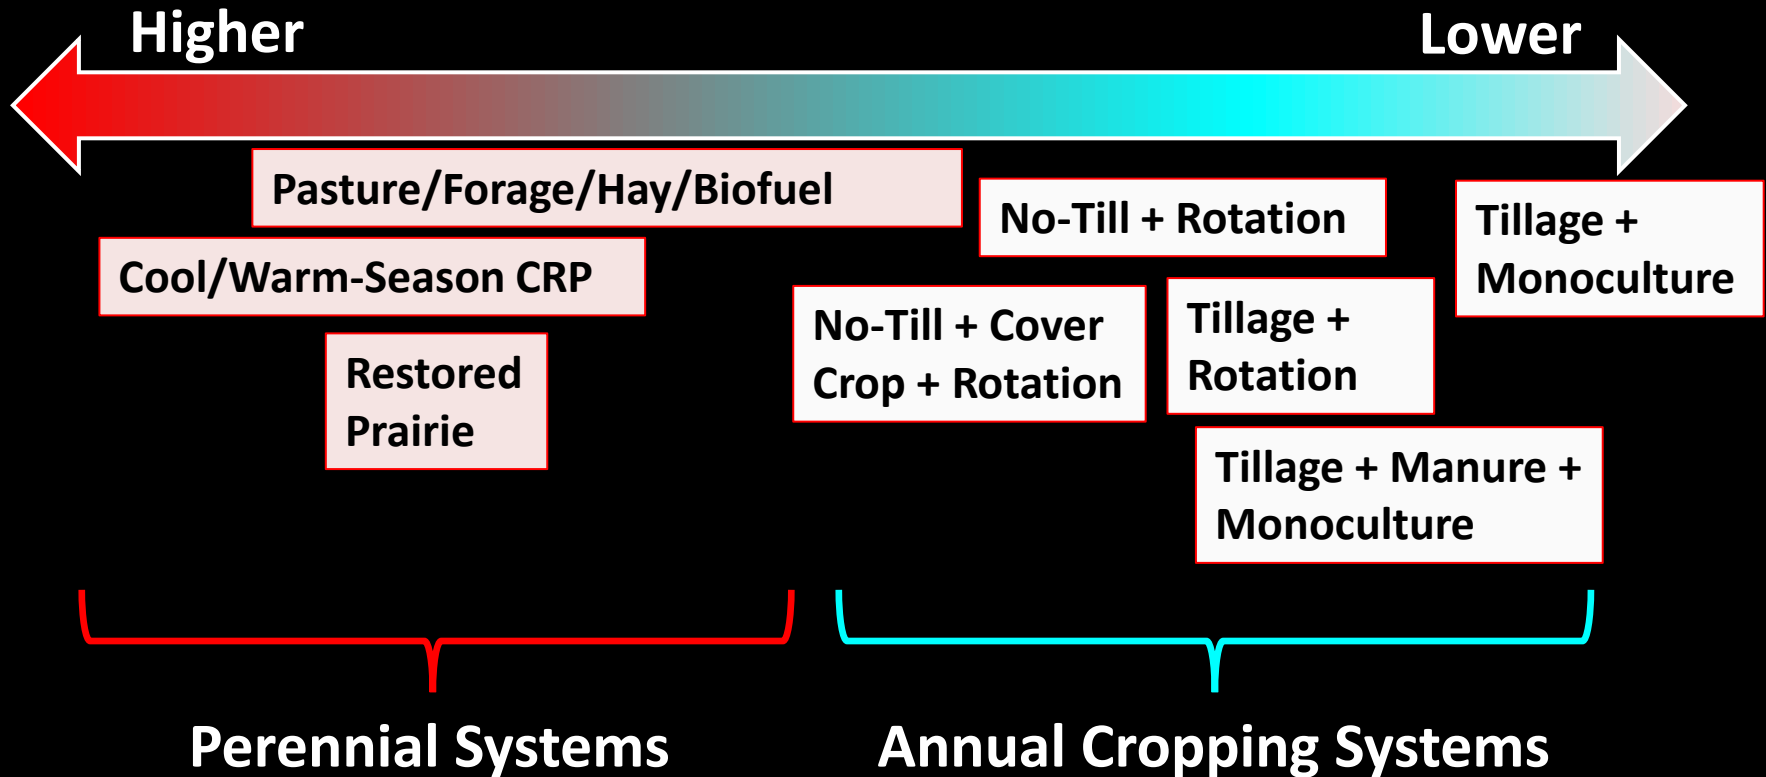 Higher
Lower
Pasture/Forage/Hay/Biofuel
No-Till + Rotation
Tillage +
Monoculture
Cool/Warm-Season CRP
No-Till + Cover
Crop + Rotation
Tillage +
Rotation
Restored
Prairie
Tillage + Manure +
Monoculture
Perennial Systems
Annual Cropping Systems